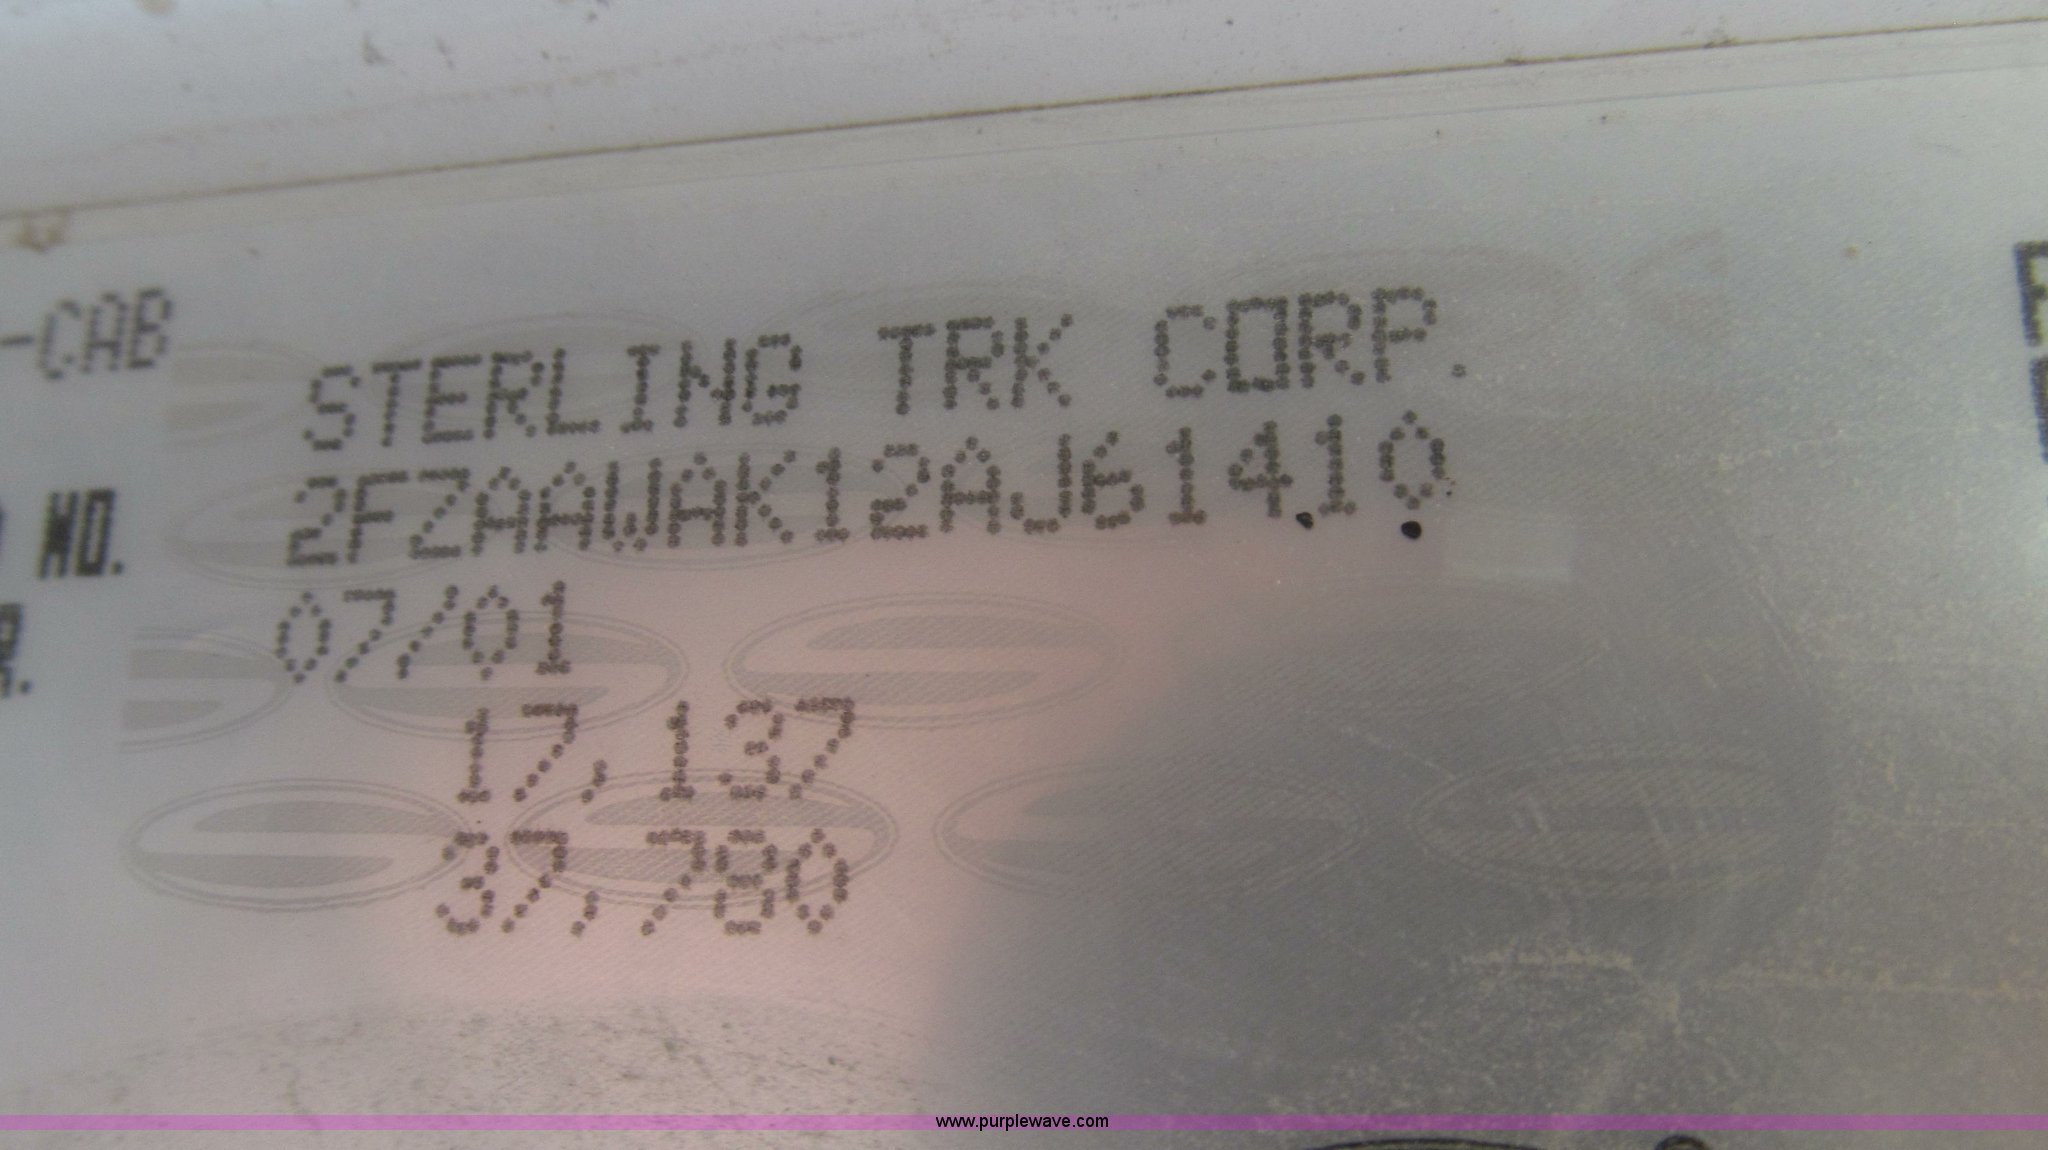 -CAB
STERLING TRK CORP.
NO. 2FZAAWAK12AJ61410
R. 07/01
17,137
37,780
www.purplewave.com